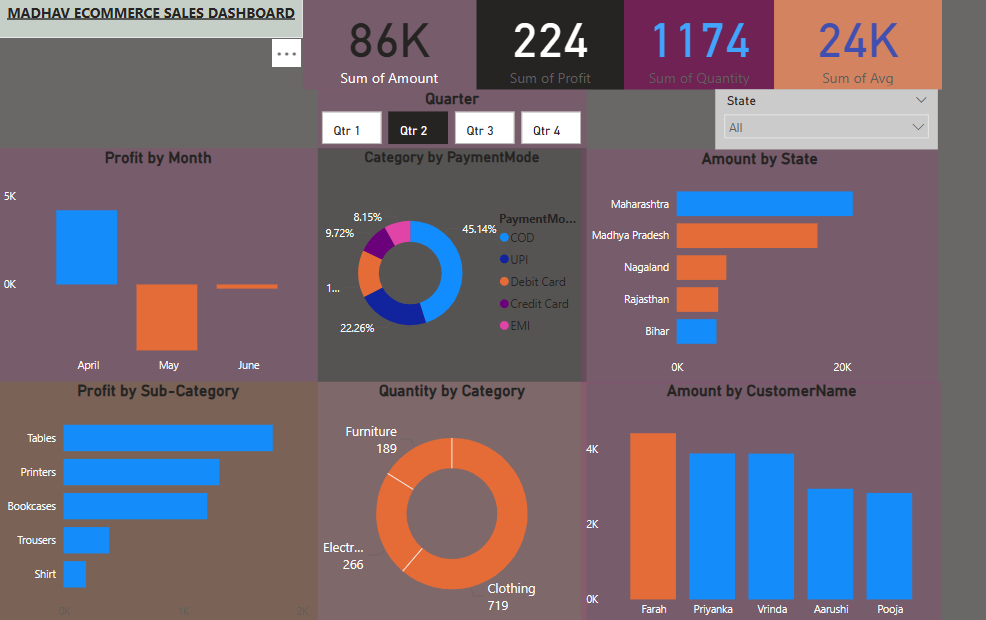 MADHAV ECOMMERCE SALES DASHBOARD
86K
Sum of Amount
224
Sum of Profit
1174
Sum of Quantity
24K
Sum of Avg
Quarter
Qtr 1
Qtr 2
Qtr 3
Qtr 4
State
All
Profit by Month
5K
0K
April
May
June
Category by PaymentMode
8.15%
9.72%
1...
22.26%
45.14%
PaymentMo...
COD
UPI
Debit Card
Credit Card
EMI
Amount by State
Maharashtra
Madhya Pradesh
Nagaland
Rajasthan
Bihar
0K
20K
Profit by Sub-Category
Tables
Printers
Bookcases
Trousers
Shirt
0K
1K
2K
Quantity by Category
Furniture
189
Electr...
266
Clothing
719
Amount by CustomerName
4K
2K
0K
Farah
Priyanka
Vrinda
Aarushi
Pooja